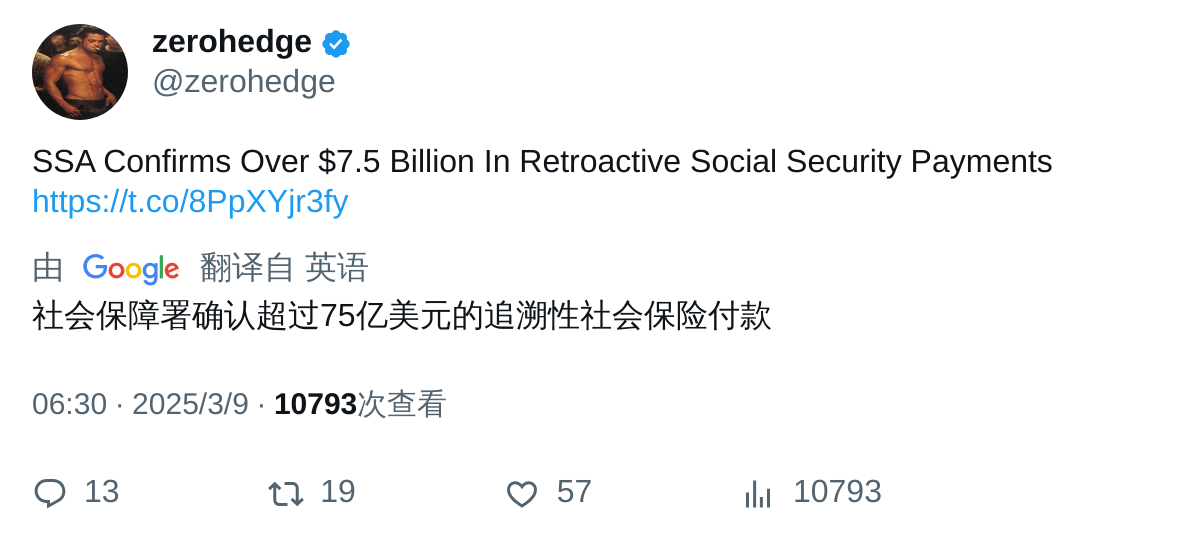 zerohedge
@zerohedge
SSA Confirms Over $7.5 Billion In Retroactive Social Security Payments
https://t.co/8PpXYjr3fy
由 Google 翻译自 英语
社会保障署确认超过75亿美元的追溯性社会保险付款
06:30 · 2025/3/9 · 10793次查看
13 19 57 10793